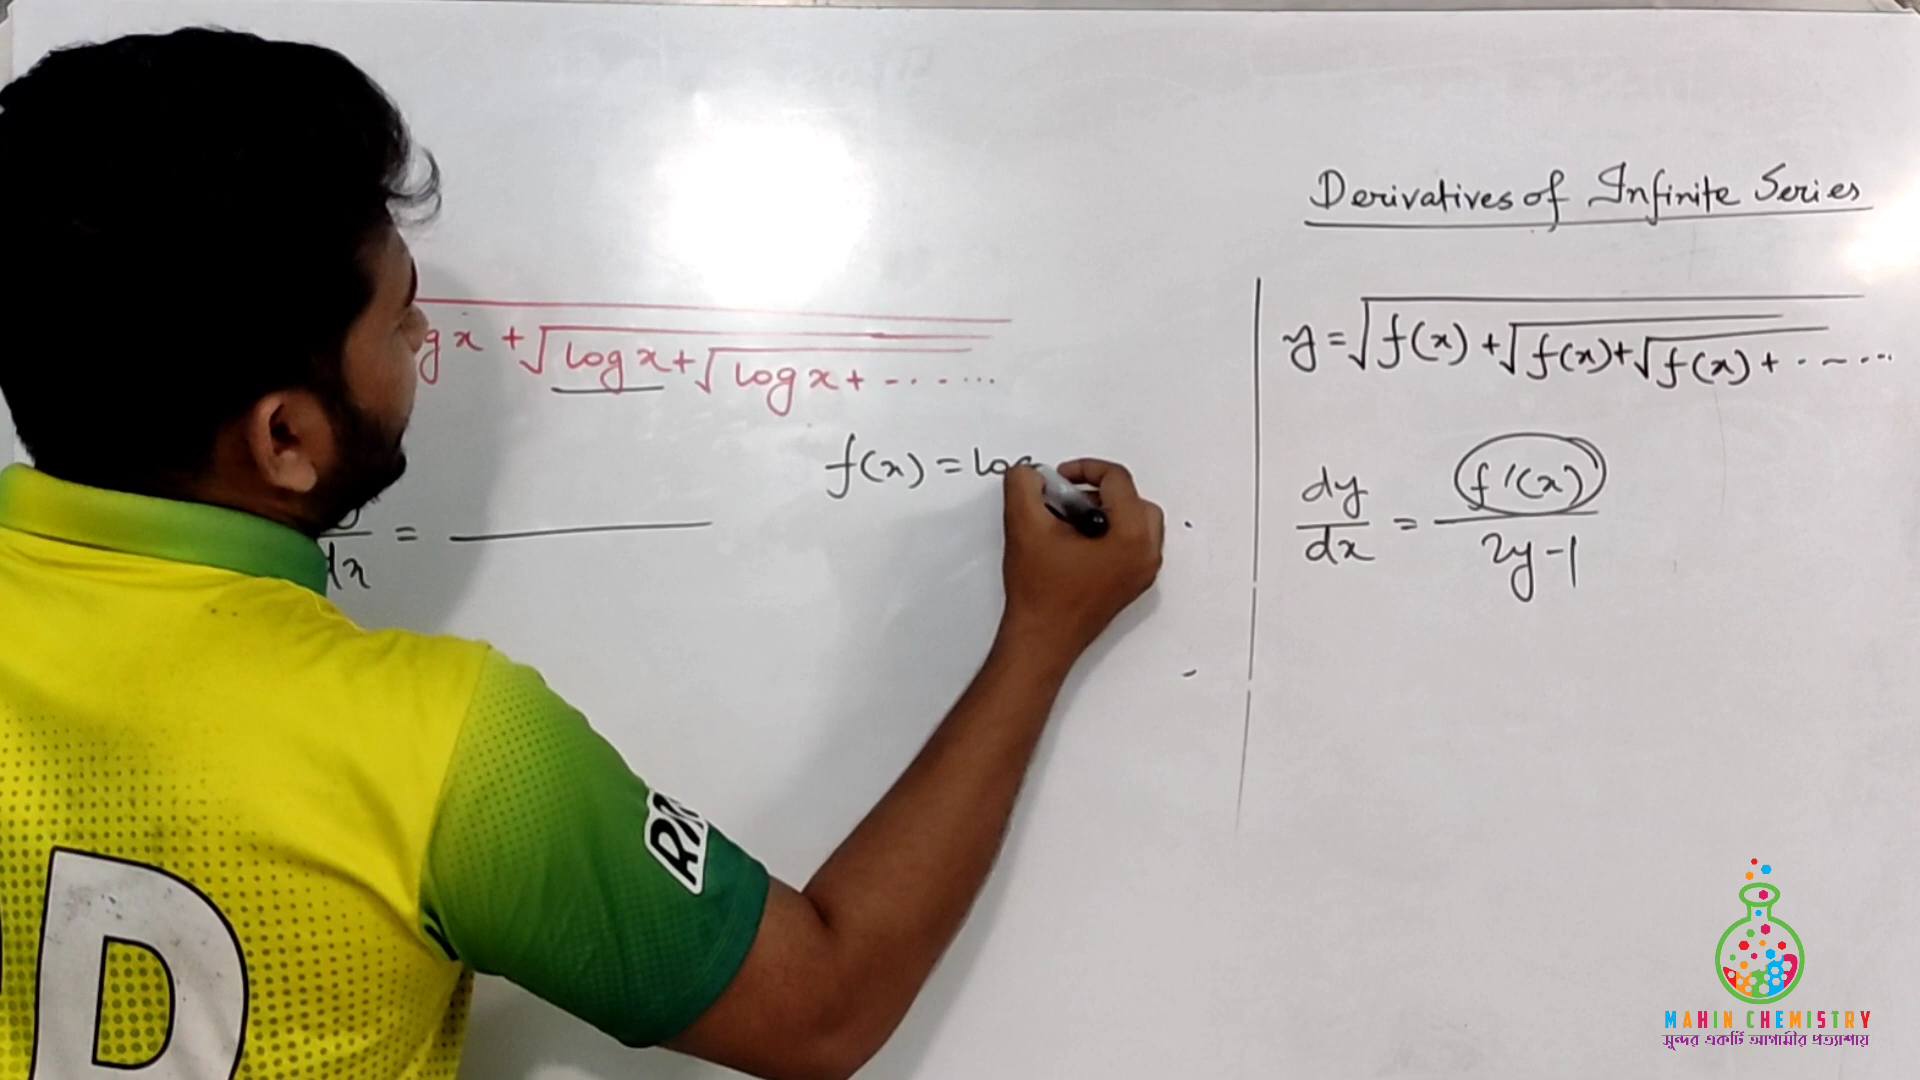 Derivatives of Infinite Series
g x + √log x + √log x + - - - ...
y = √f(x) + √f(x) + √f(x) + . - - ...
f(x) = log
dx =
dy/dx = f'(x)/2y-1
D
MAHIN CHEMISTRY
সুন্দর একটি আগামীর প্রত্যাশায়